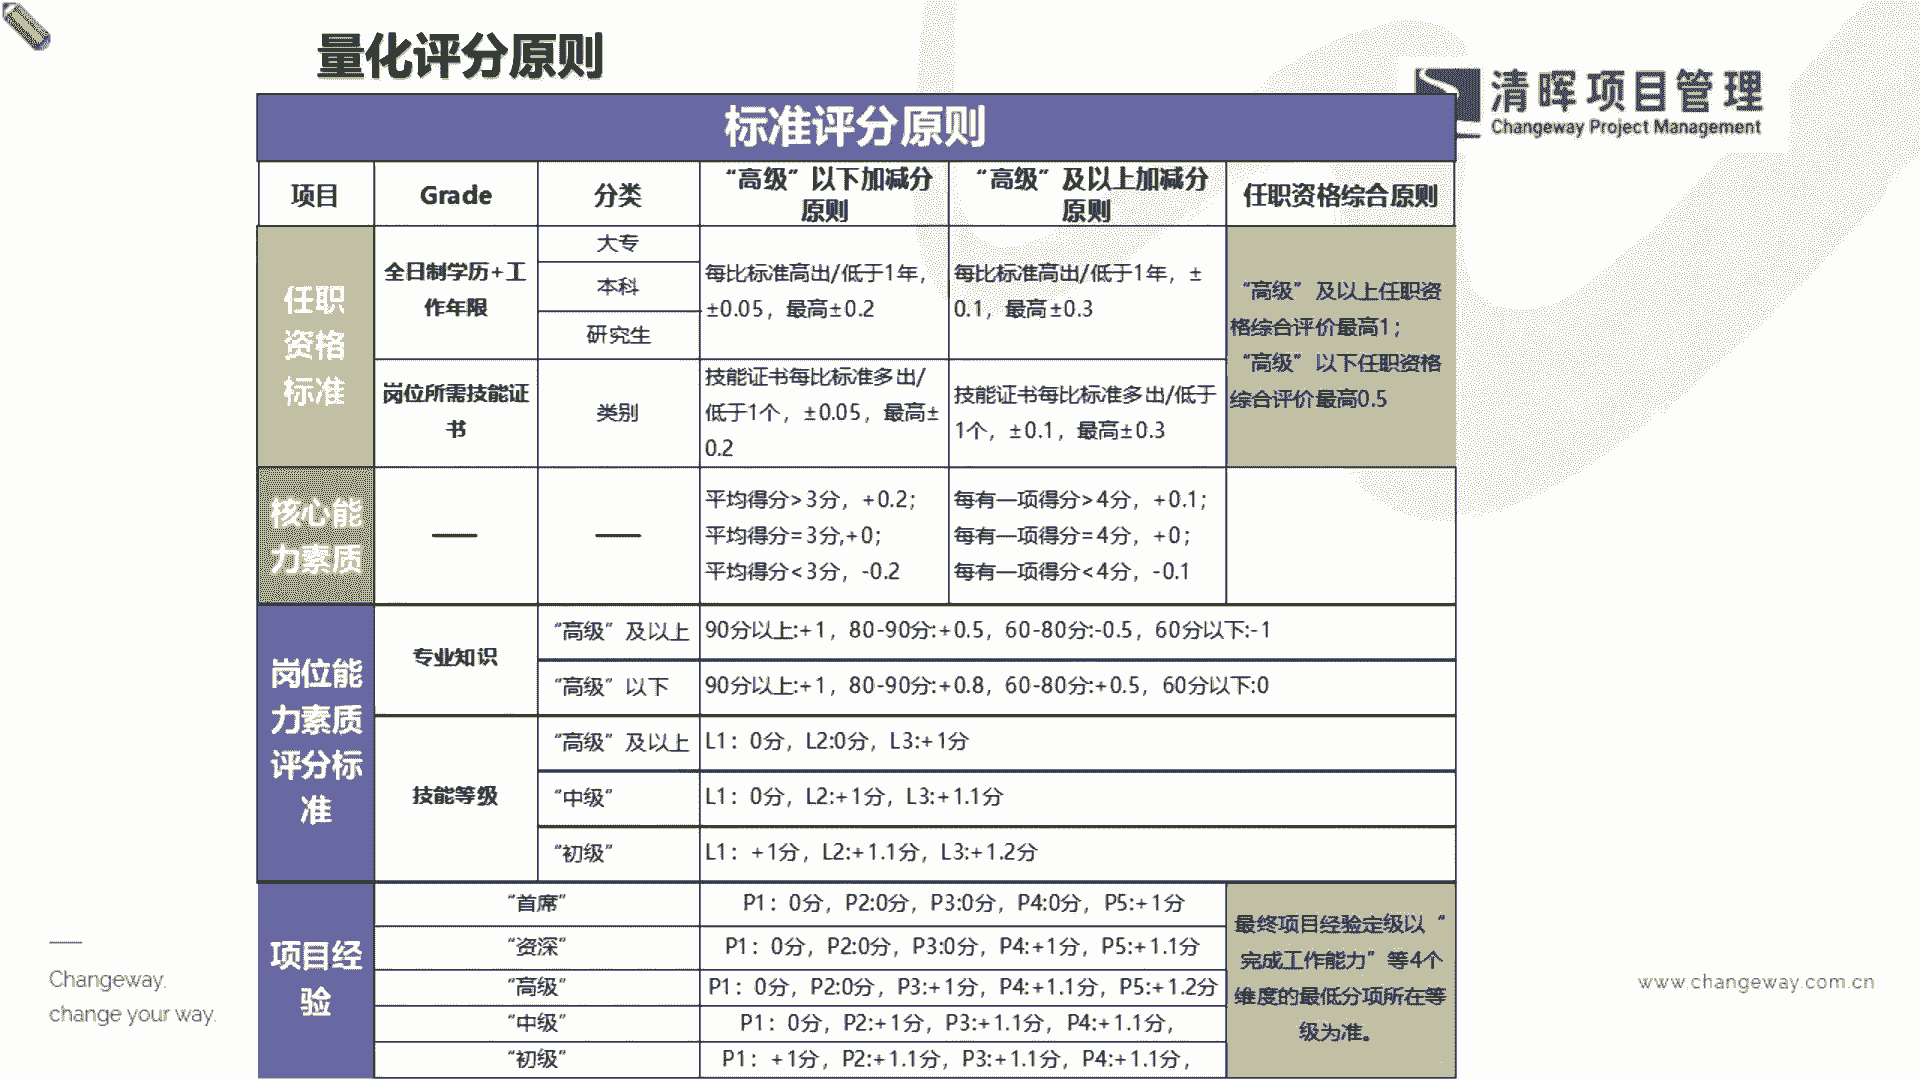 量化评分原则
清晖项目管理
Changeway Project Management
标准评分原则
项目
Grade
分类
“高级”以下加减分
原则
“高级”及以上加减分
原则
任职资格综合原则
任职
资格
标准
全日制学历+工
作年限
大专
本科
研究生
每比标准高出/低于1年，
±0.05，最高±0.2
每比标准高出/低于1年，±
0.1，最高±0.3
“高级”及以上任职资
格综合评价最高1；
“高级”以下任职资格
综合评价最高0.5
岗位所需技能证
书
类别
技能证书每比标准多出/
低于1个，±0.05，最高±
0.2
技能证书每比标准多出/低于
1个，±0.1，最高±0.3
核心能
力素质
——
——
平均得分>3分，+0.2；
平均得分=3分,+0；
平均得分<3分，-0.2
每有一项得分>4分，+0.1；
每有一项得分=4分，+0；
每有一项得分<4分，-0.1
岗位能
力素质
评分标
准
专业知识
“高级”及以上
90分以上:+1，80-90分:+0.5，60-80分:-0.5，60分以下:-1
“高级”以下
90分以上:+1，80-90分:+0.8，60-80分:+0.5，60分以下:0
技能等级
“高级”及以上
L1：0分，L2:0分，L3:+1分
“中级”
L1：0分，L2:+1分，L3:+1.1分
“初级”
L1：+1分，L2:+1.1分，L3:+1.2分
项目经
验
“首席”
P1：0分，P2:0分，P3:0分，P4:0分，P5:+1分
“资深”
P1：0分，P2:0分，P3:0分，P4:+1分，P5:+1.1分
“高级”
P1：0分，P2:0分，P3:+1分，P4:+1.1分，P5:+1.2分
“中级”
P1：0分，P2:+1分，P3:+1.1分，P4:+1.1分，
“初级”
P1：+1分，P2:+1.1分，P3:+1.1分，P4:+1.1分，
最终项目经验定级以“
完成工作能力”等4个
维度的最低分项所在等
级为准。
Changeway,
change your way.
www.changeway.com.cn